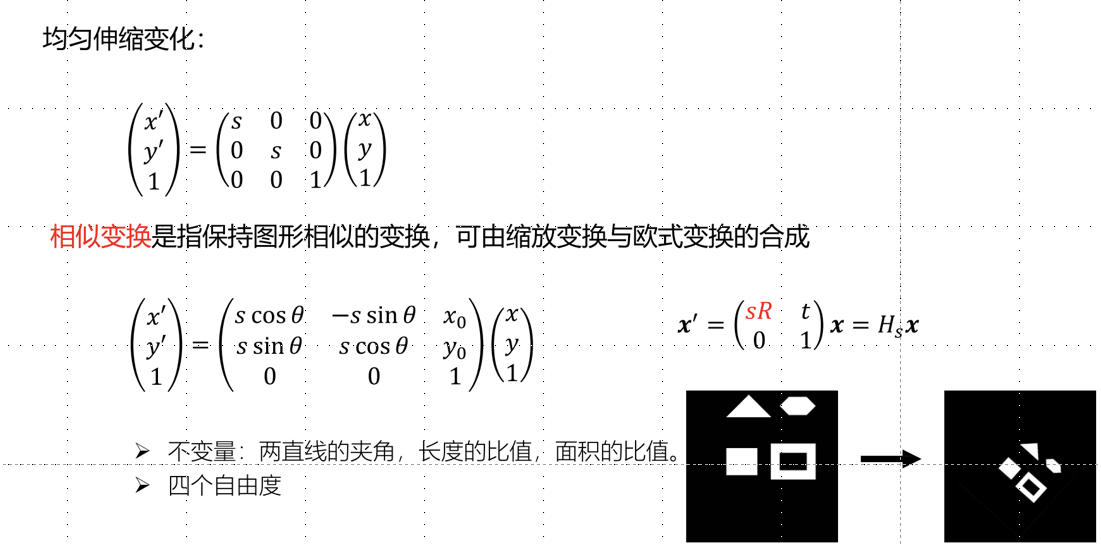 均匀伸缩变化：
(x′ y′ 1) = (s 0 0; 0 s 0; 0 0 1)(x y 1)
相似变换是指保持图形相似的变换，可由缩放变换与欧式变换的合成
(x′ y′ 1) = (s cos θ −s sin θ x₀; s sin θ s cos θ y₀; 0 0 1)(x y 1)
x′ = (sR t; 0 1) x = Hₛx
➢ 不变量：两直线的夹角，长度的比值，面积的比值。
➢ 四个自由度